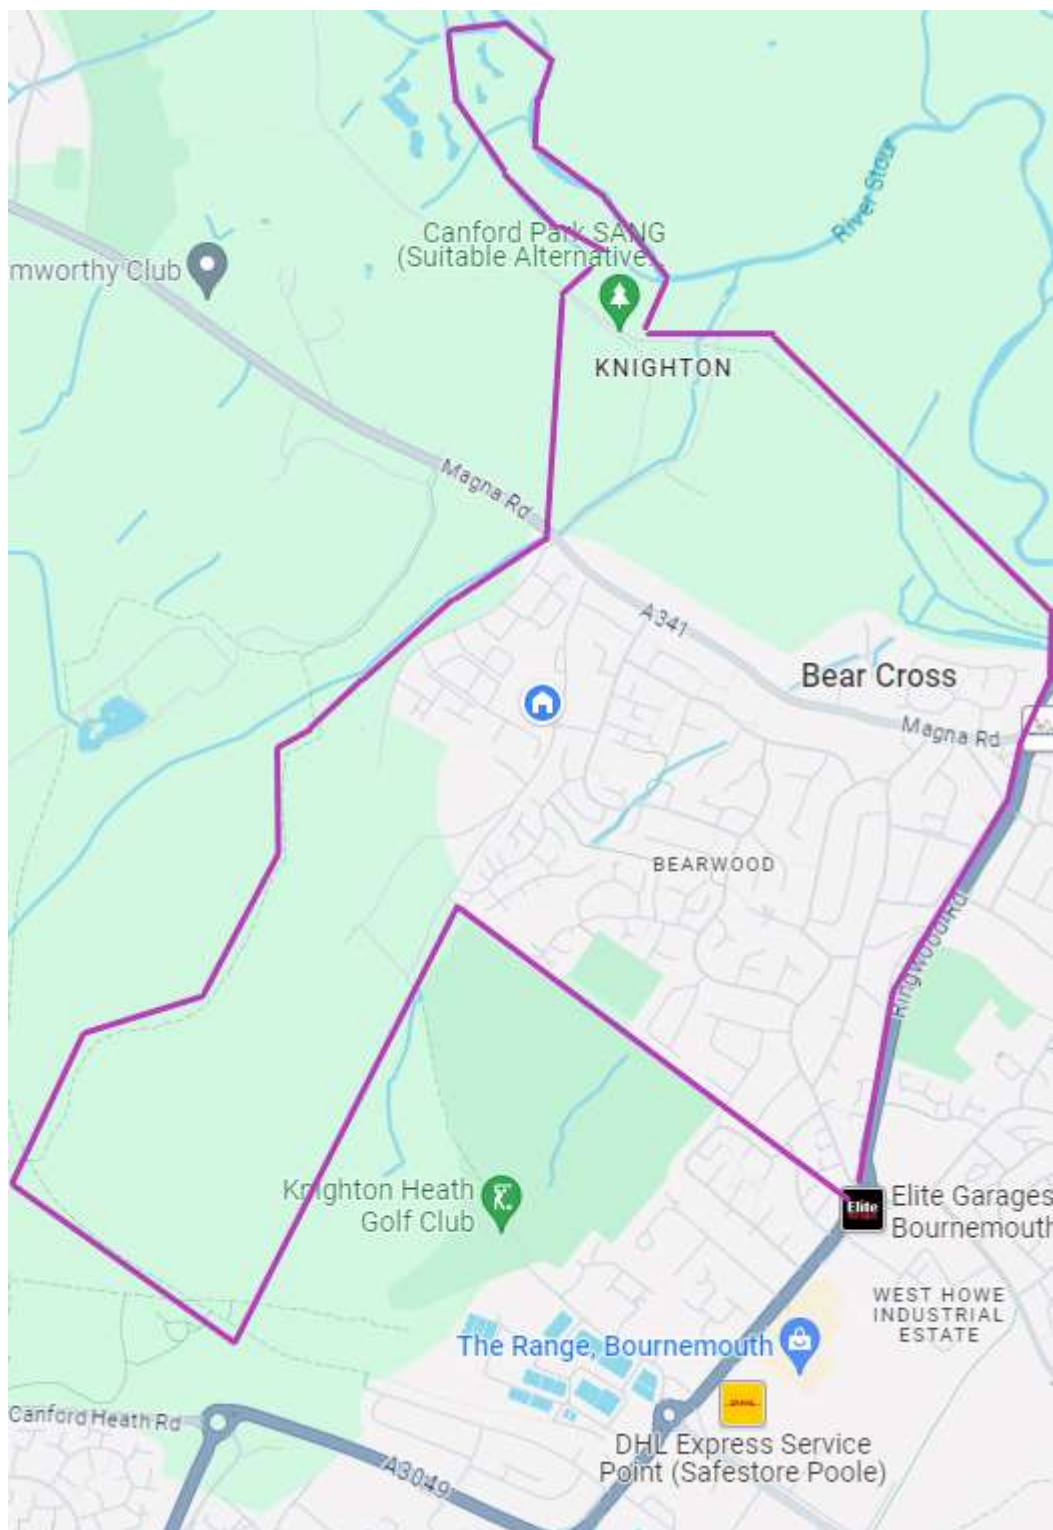 River Stour
Canford Park SANG
(Suitable Alternative)
mworthy Club
KNIGHTON
Magna Rd
A341
Bear Cross
Magna Rd
BEARWOOD
Ringwood Rd
Knighton Heath
Golf Club
Elite
Elite Garages
Bournemouth
WEST HOWE
INDUSTRIAL
ESTATE
The Range, Bournemouth
Canford Heath Rd
DHL Express Service
Point (Safestore Poole)
A3049